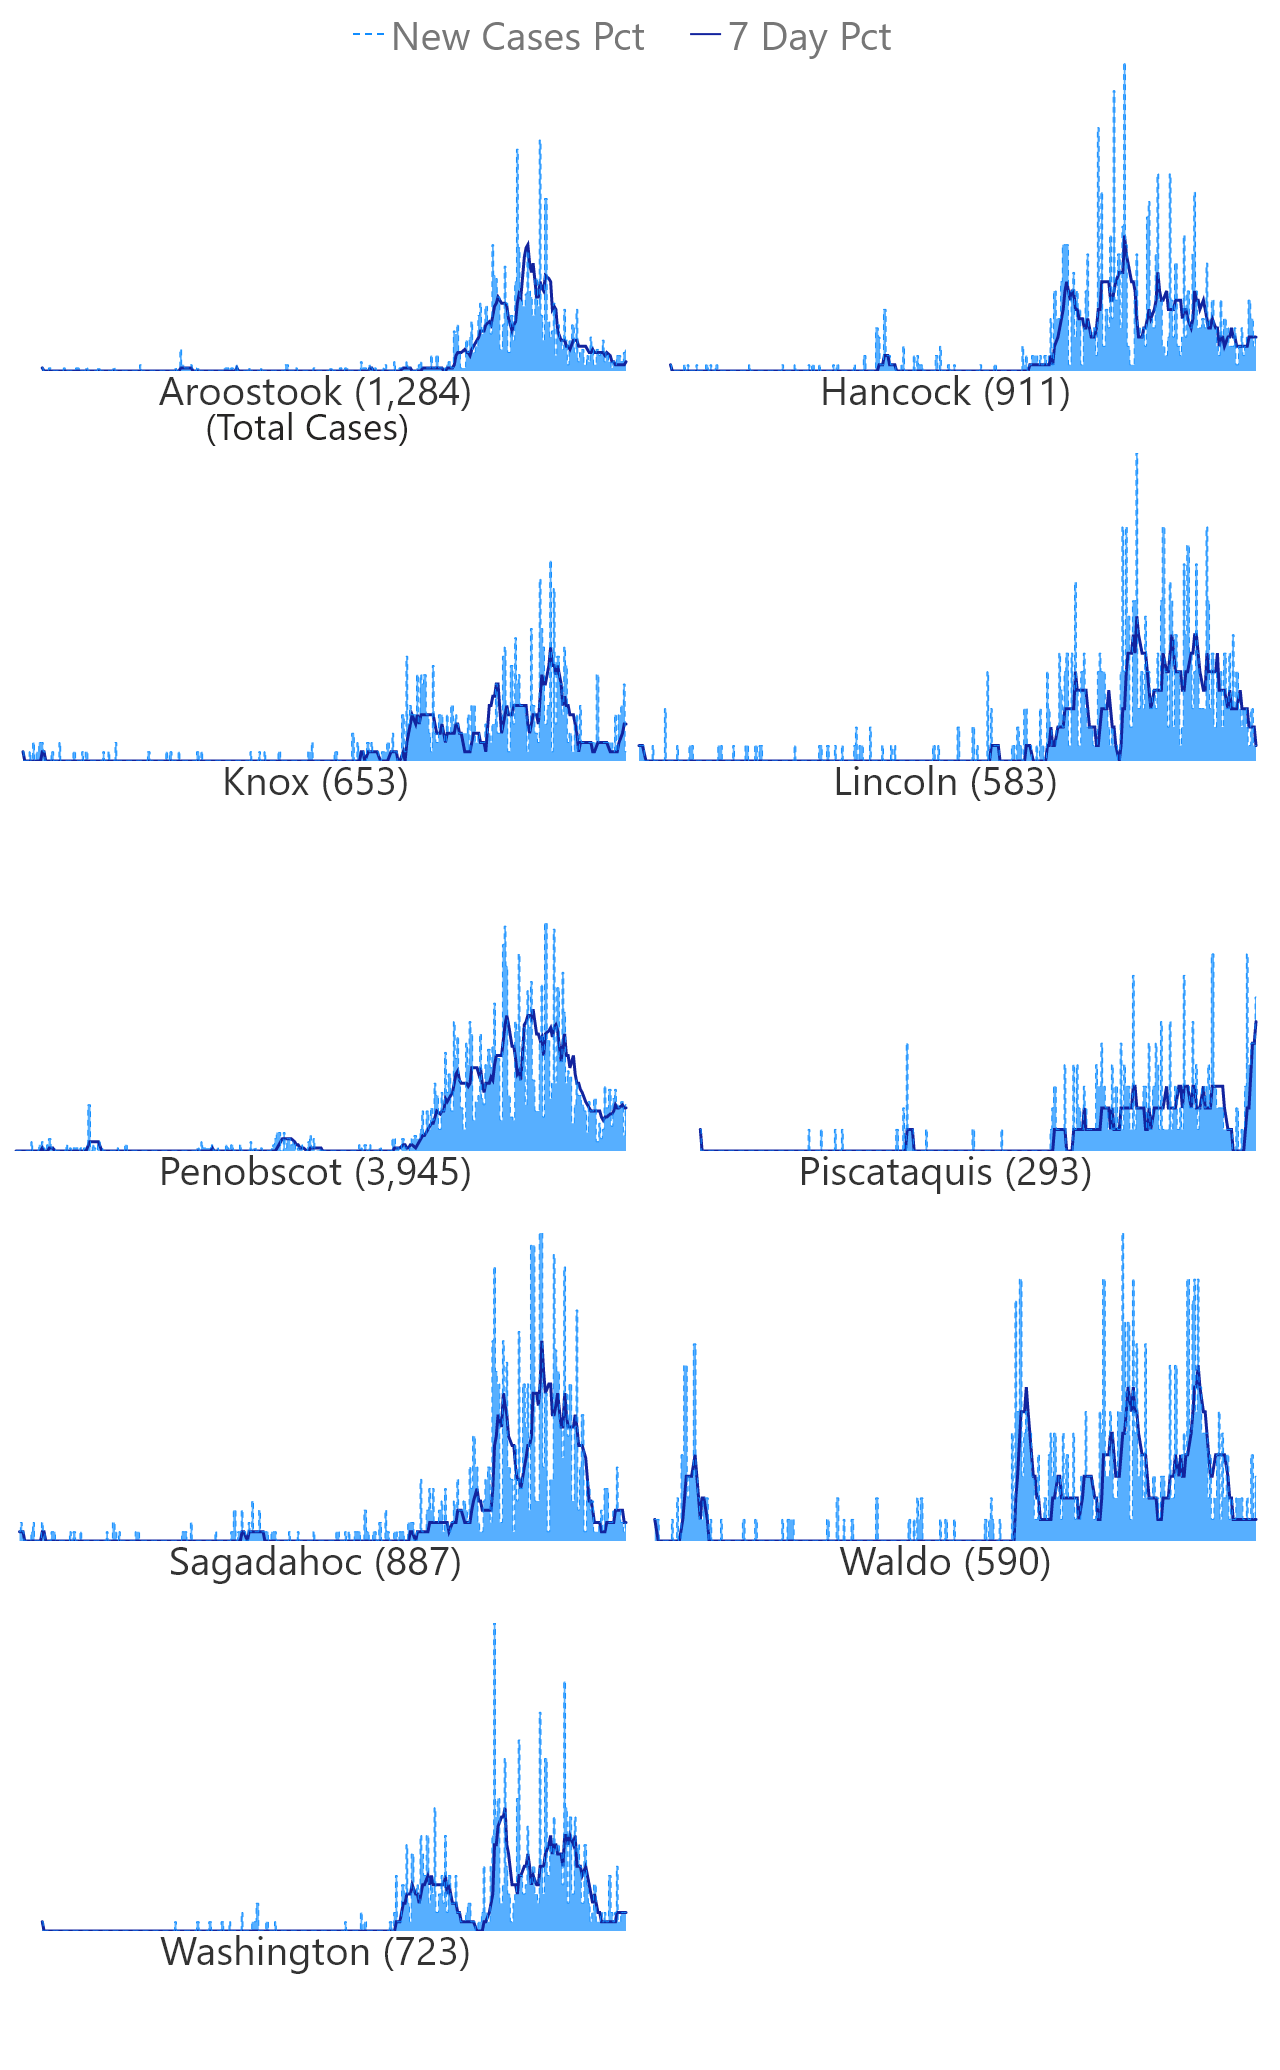 New Cases Pct 7 Day Pct
Aroostook (1,284) Hancock (911)
(Total Cases)
Knox (653) Lincoln (583)
Penobscot (3,945) Piscataquis (293)
Sagadahoc (887) Waldo (590)
Washington (723)